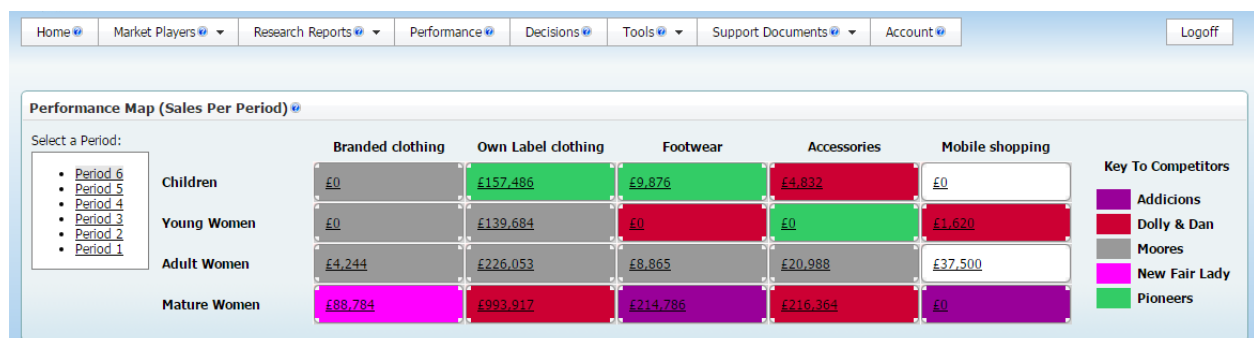 Home Market Players Research Reports Performance Decisions Tools Support Documents Account Logoff
Performance Map (Sales Per Period)
Select a Period:
Period 6
Period 5
Period 4
Period 3
Period 2
Period 1
Branded clothing Own Label clothing Footwear Accessories Mobile shopping
Children £0 £157,486 £9,876 £4,832 £0
Young Women £0 £139,684 £0 £0 £1,620
Adult Women £4,244 £226,053 £8,865 £20,988 £37,500
Mature Women £88,784 £993,917 £214,786 £216,364 £0
Key To Competitors
Addicions
Dolly & Dan
Moores
New Fair Lady
Pioneers